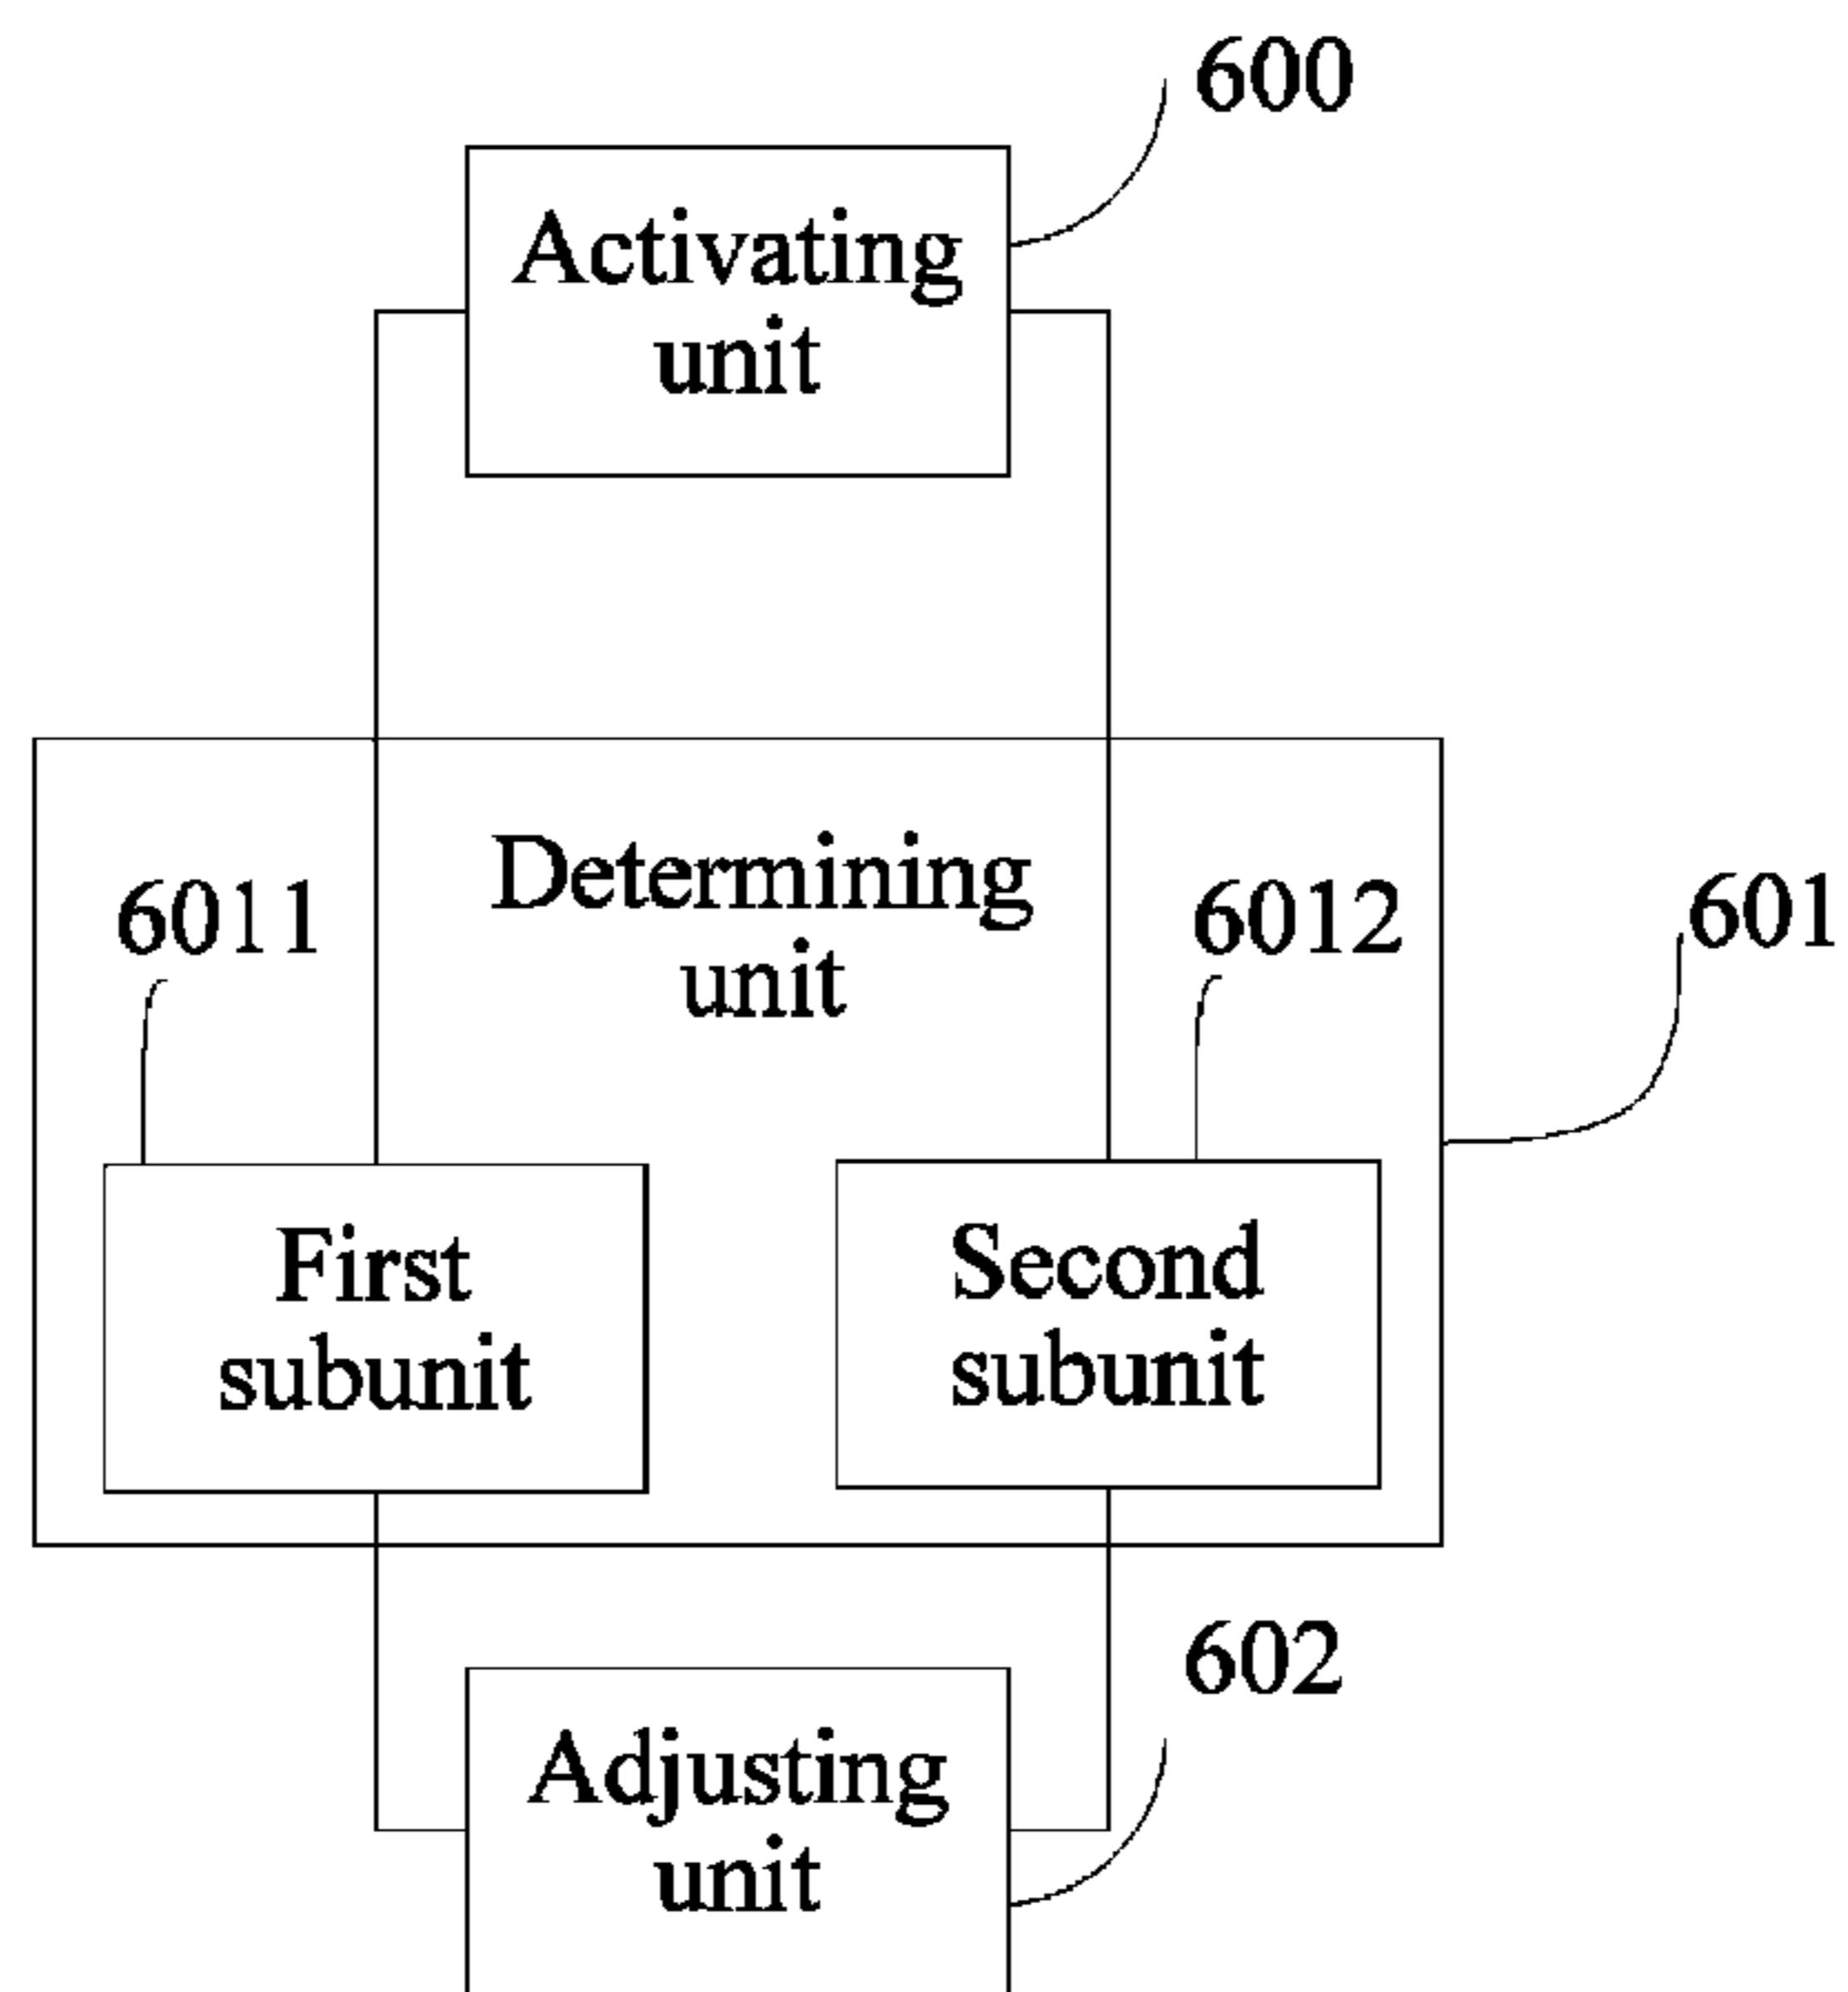 600
Activating
unit
Determining
unit
6011
6012
601
First
subunit
Second
subunit
602
Adjusting
unit